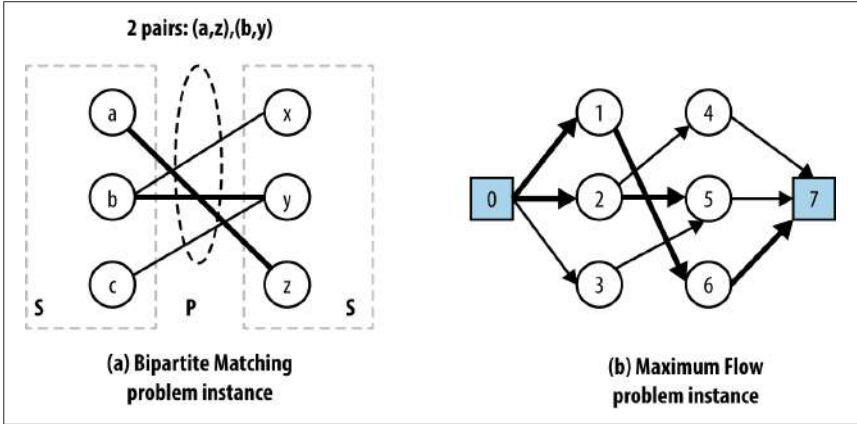 2 pairs: (a,z),(b,y)
a
x
b
y
c
z
S
P
S
(a) Bipartite Matching
problem instance
1
4
0
2
5
7
3
6
(b) Maximum Flow
problem instance